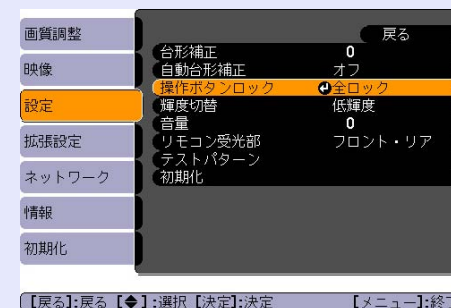 画質調整
映像
設定
拡張設定
ネットワーク
情報
初期化
戻る
台形補正 0
自動台形補正 オフ
操作ボタンロック 全ロック
輝度切替 低輝度
音量 0
リモコン受光部 フロント・リア
テストパターン
初期化
[戻る]:戻る [◆]:選択 [決定]:決定 [メニュー]:終了